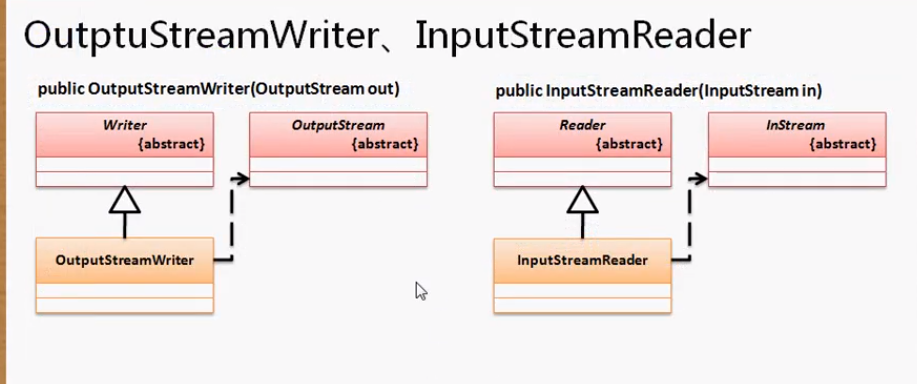 OutptuStreamWriter、InputStreamReader
public OutputStreamWriter(OutputStream out)
Writer
{abstract}
OutputStream
{abstract}
OutputStreamWriter
public InputStreamReader(InputStream in)
Reader
{abstract}
InStream
{abstract}
InputStreamReader